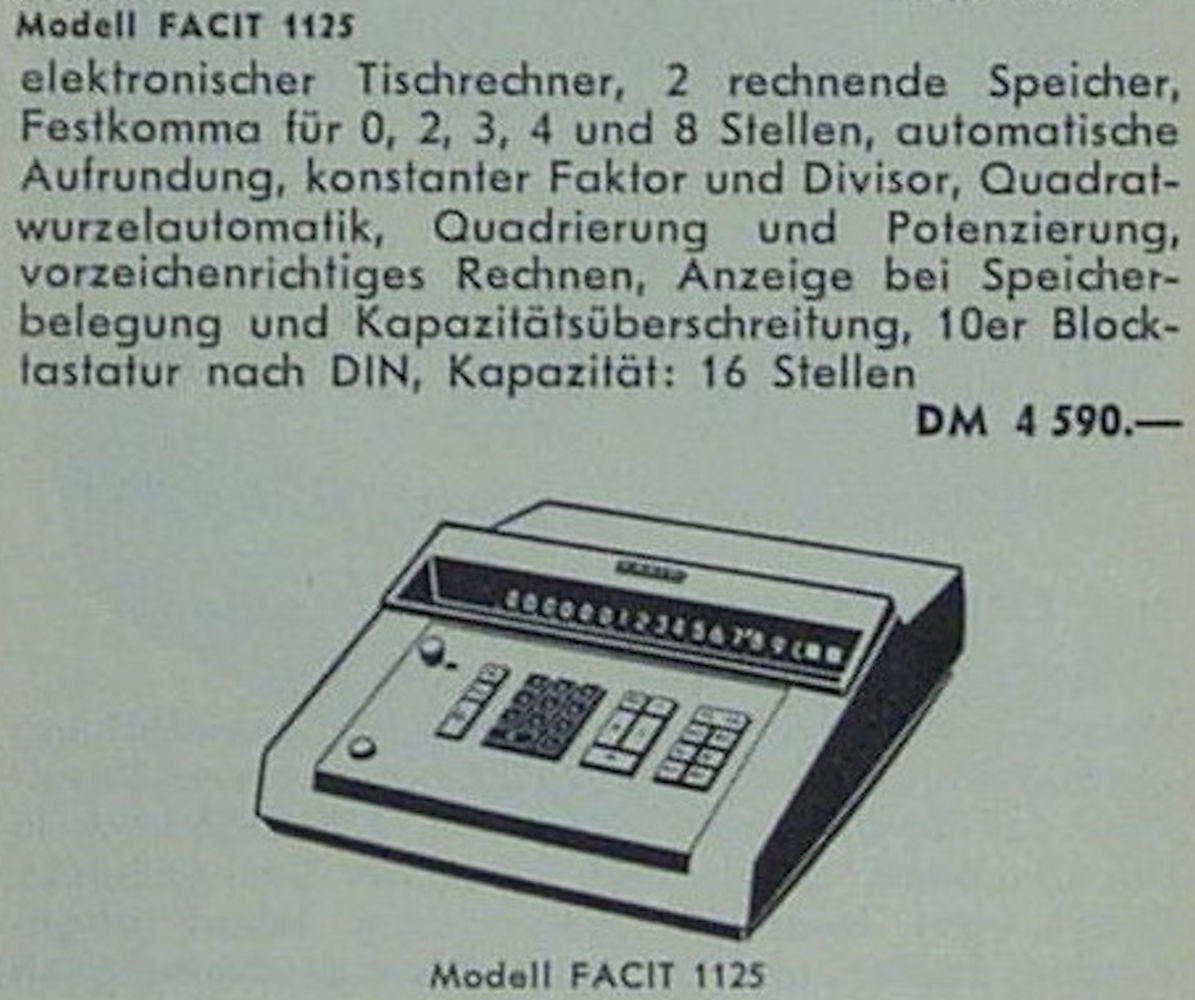 Modell FACIT 1125
elektronischer Tischrechner, 2 rechnende Speicher,
Festkomma für 0, 2, 3, 4 und 8 Stellen, automatische
Aufrundung, konstanter Faktor und Divisor, Quadrat-
wurzelautomatik, Quadrierung und Potenzierung,
vorzeichenrichtiges Rechnen, Anzeige bei Speicher-
belegung und Kapazitätsüberschreitung, 10er Block-
tastatur nach DIN, Kapazität: 16 Stellen
DM 4 590.—
Modell FACIT 1125